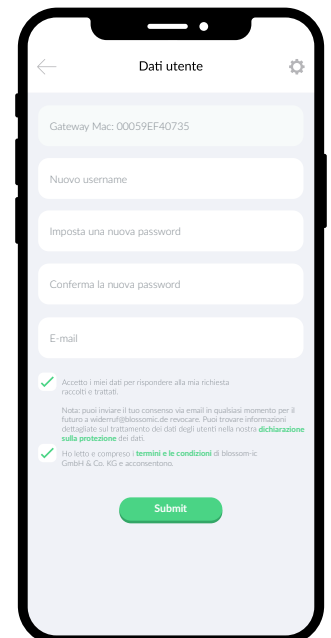 Dati utente
Gateway Mac: 00059EF40735
Nuovo username
Imposta una nuova password
Conferma la nuova password
E-mail
Accetto i miei dati per rispondere alla mia richiesta
raccolti e trattati.
Nota: puoi inviare il tuo consenso via email in qualsiasi momento per il
futuro a widerruf@blossomic.de revocare. Puoi trovare informazioni
dettagliate sul trattamento dei dati degli utenti nella nostra dichiarazione
sulla protezione dei dati.
Ho letto e compreso i termini e le condizioni di blossom-ic
GmbH & Co. KG e acconsentono.
Submit